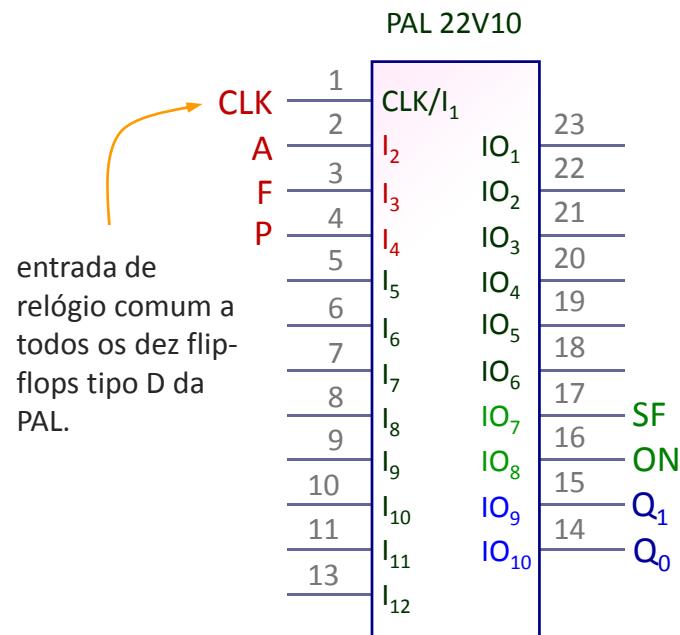 PAL 22V10
CLK 1 CLK/I1
A 2 I2
F 3 I3
P 4 I4
5 I5
6 I6
7 I7
8 I8
9 I9
10 I10
11 I11
13 I12
IO1 23
IO2 22
IO3 21
IO4 20
IO5 19
IO6 18
IO7 17 SF
IO8 16 ON
IO9 15 Q1
IO10 14 Q0
entrada de
relógio comum a
todos os dez flip-
flops tipo D da
PAL.